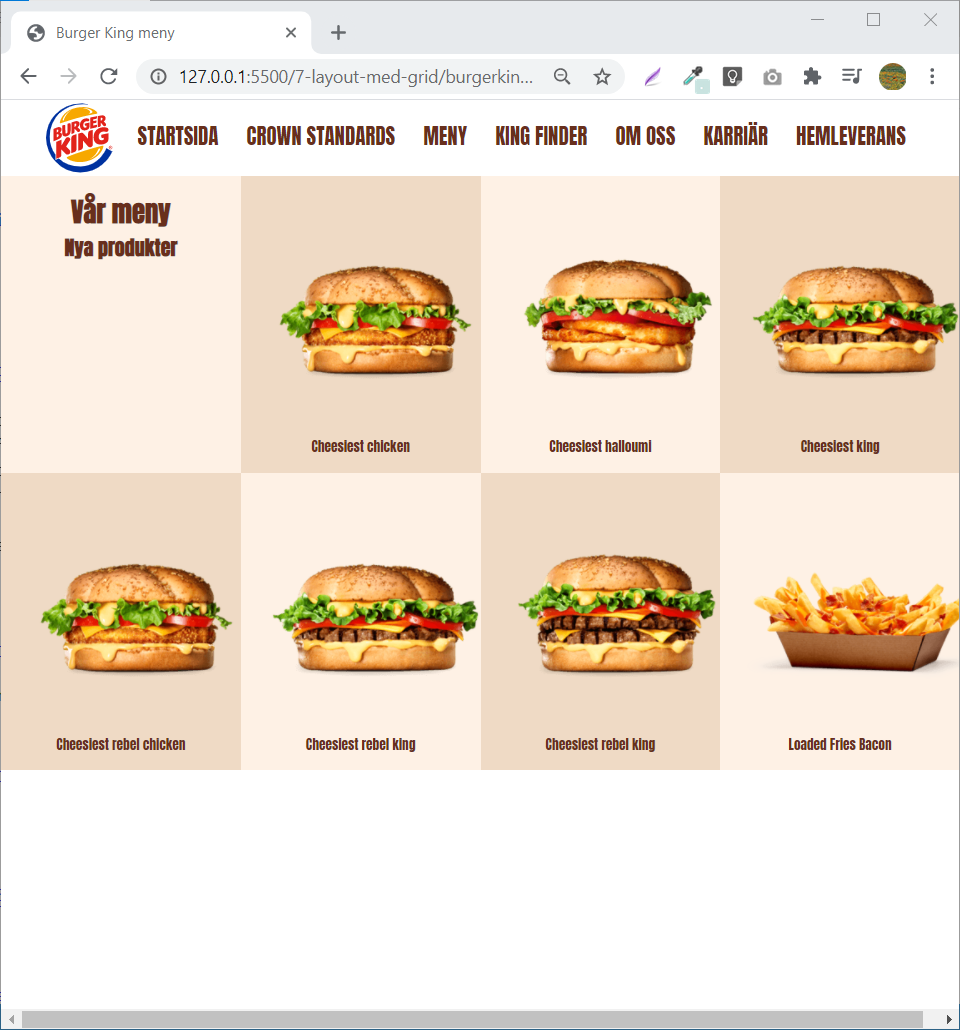 Burger King meny
127.0.0.1:5500/7-layout-med-grid/burgerkin...
BURGER KING
STARTSIDA CROWN STANDARDS MENY KING FINDER OM OSS KARRIÄR HEMLEVERANS
Vår meny
Nya produkter
Cheesiest chicken
Cheesiest halloumi
Cheesiest king
Cheesiest rebel chicken
Cheesiest rebel king
Cheesiest rebel king
Loaded Fries Bacon